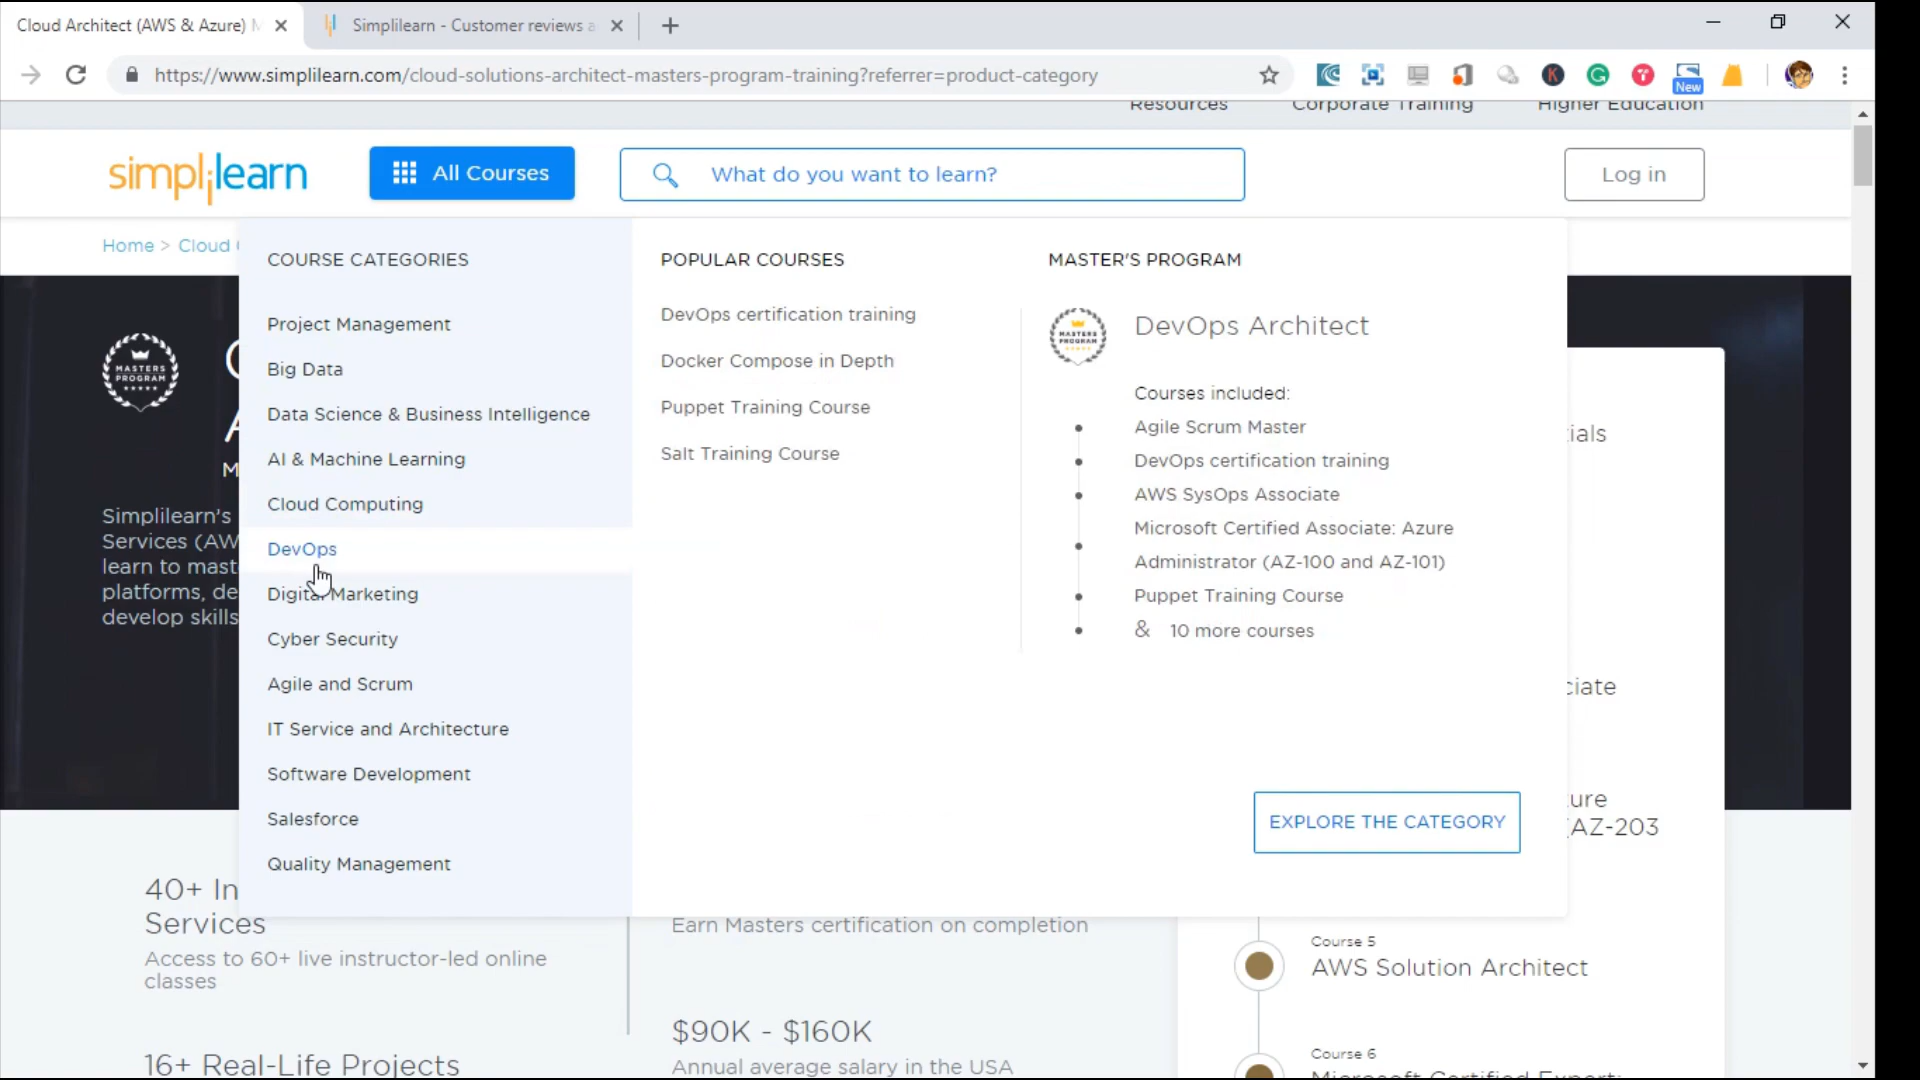 Cloud Architect (AWS & Azure)
Simplilearn - Customer reviews
https://www.simplilearn.com/cloud-solutions-architect-masters-program-training?referrer=product-category
New
Resources
Corporate Training
Higher Education
simplilearn
All Courses
What do you want to learn?
Log in
Home > Cloud
COURSE CATEGORIES
Project Management
Big Data
Data Science & Business Intelligence
AI & Machine Learning
Cloud Computing
DevOps
Digital Marketing
Cyber Security
Agile and Scrum
IT Service and Architecture
Software Development
Salesforce
Quality Management
POPULAR COURSES
DevOps certification training
Docker Compose in Depth
Puppet Training Course
Salt Training Course
MASTER'S PROGRAM
MASTERS
PROGRAM
DevOps Architect
Courses included:
Agile Scrum Master
DevOps certification training
AWS SysOps Associate
Microsoft Certified Associate: Azure
Administrator (AZ-100 and AZ-101)
Puppet Training Course
& 10 more courses
EXPLORE THE CATEGORY
MASTERS
PROGRAM
Simplilearn's
Services (AW
learn to mast
platforms, de
develop skills
ials
ciate
ure
(AZ-203
40+ In
Services
Access to 60+ live instructor-led online
classes
16+ Real-Life Projects
Earn Masters certification on completion
$90K - $160K
Annual average salary in the USA
Course 5
AWS Solution Architect
Course 6
Microsoft Certified Expert: